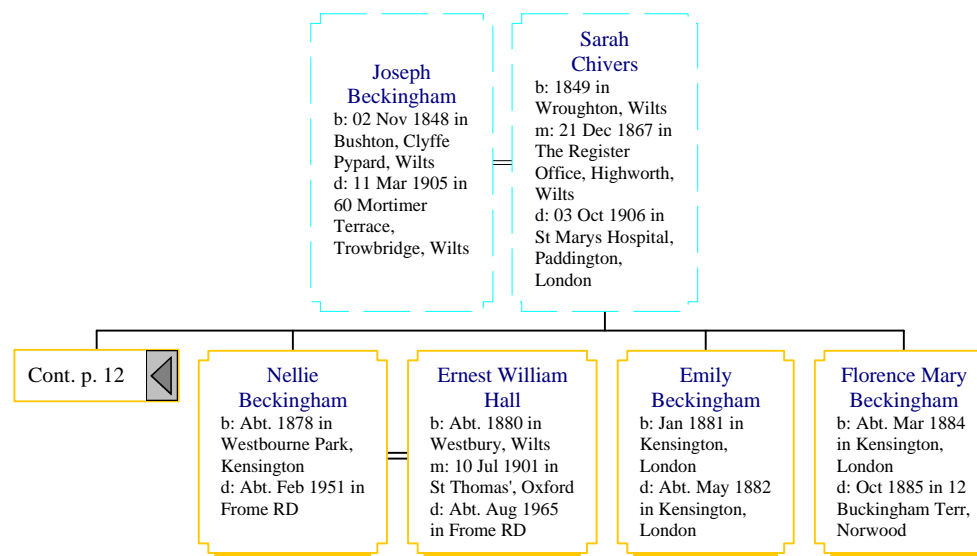 Joseph
Beckingham
b: 02 Nov 1848 in
Bushton, Clyffe
Pypard, Wilts
d: 11 Mar 1905 in
60 Mortimer
Terrace,
Trowbridge, Wilts
Sarah
Chivers
b: 1849 in
Wroughton, Wilts
m: 21 Dec 1867 in
The Register
Office, Highworth,
Wilts
d: 03 Oct 1906 in
St Marys Hospital,
Paddington,
London
Cont. p. 12
Nellie
Beckingham
b: Abt. 1878 in
Westbourne Park,
Kensington
d: Abt. Feb 1951 in
Frome RD
Ernest William
Hall
b: Abt. 1880 in
Westbury, Wilts
m: 10 Jul 1901 in
St Thomas', Oxford
d: Abt. Aug 1965
in Frome RD
Emily
Beckingham
b: Jan 1881 in
Kensington,
London
d: Abt. May 1882
in Kensington,
London
Florence Mary
Beckingham
b: Abt. Mar 1884
in Kensington,
London
d: Oct 1885 in 12
Buckingham Terr,
Norwood